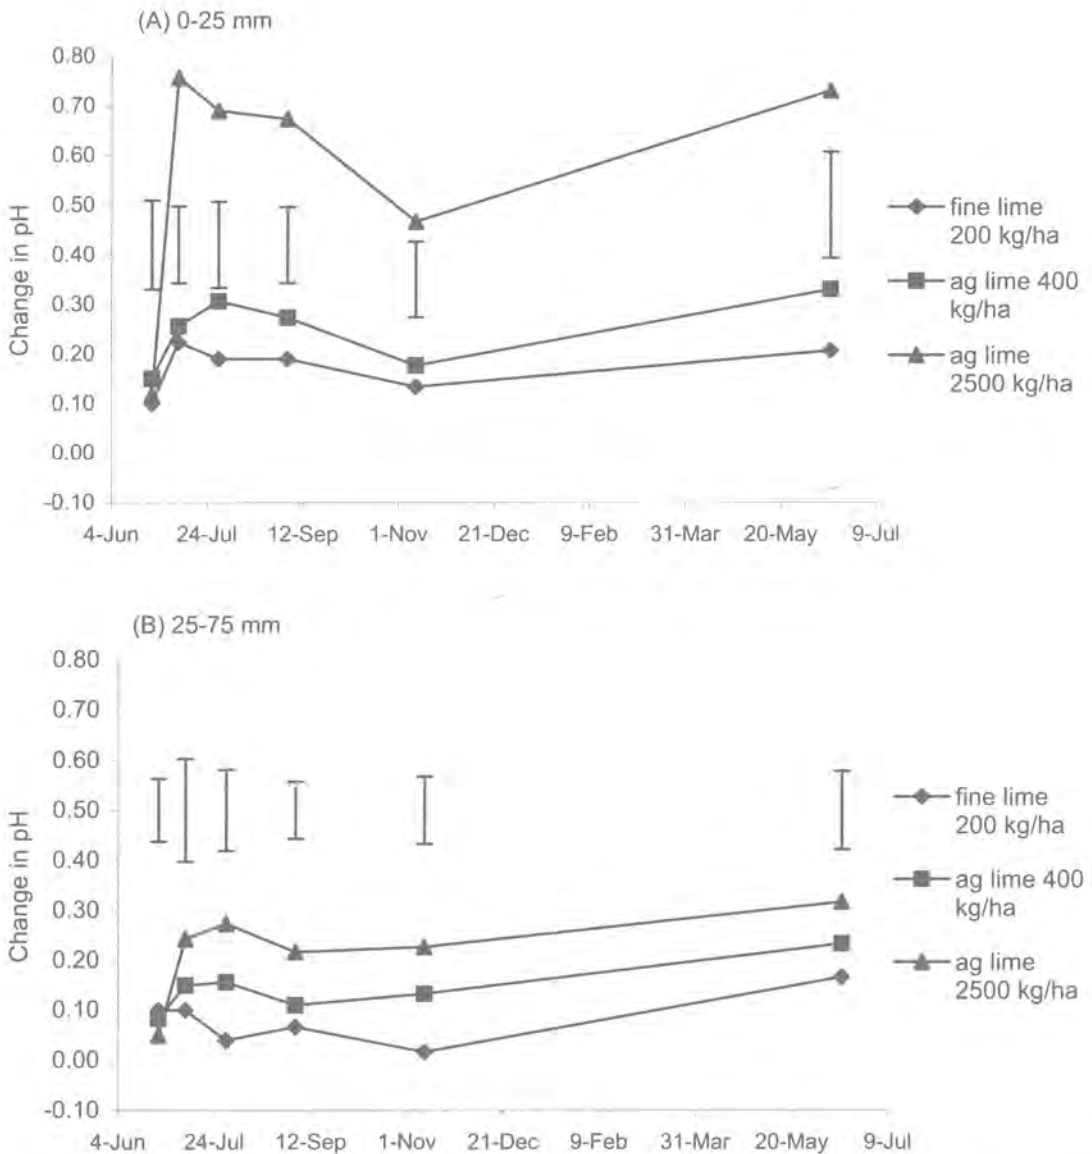 (A) 0-25 mm
0.80
0.70
0.60
0.50
0.40
0.30
0.20
0.10
0.00
-0.10
Change in pH
4-Jun 24-Jul 12-Sep 1-Nov 21-Dec 9-Feb 31-Mar 20-May 9-Jul
fine lime
200 kg/ha
ag lime 400
kg/ha
ag lime
2500 kg/ha
(B) 25-75 mm
0.80
0.70
0.60
0.50
0.40
0.30
0.20
0.10
0.00
-0.10
Change in pH
4-Jun 24-Jul 12-Sep 1-Nov 21-Dec 9-Feb 31-Mar 20-May 9-Jul
fine lime
200 kg/ha
ag lime 400
kg/ha
ag lime
2500 kg/ha